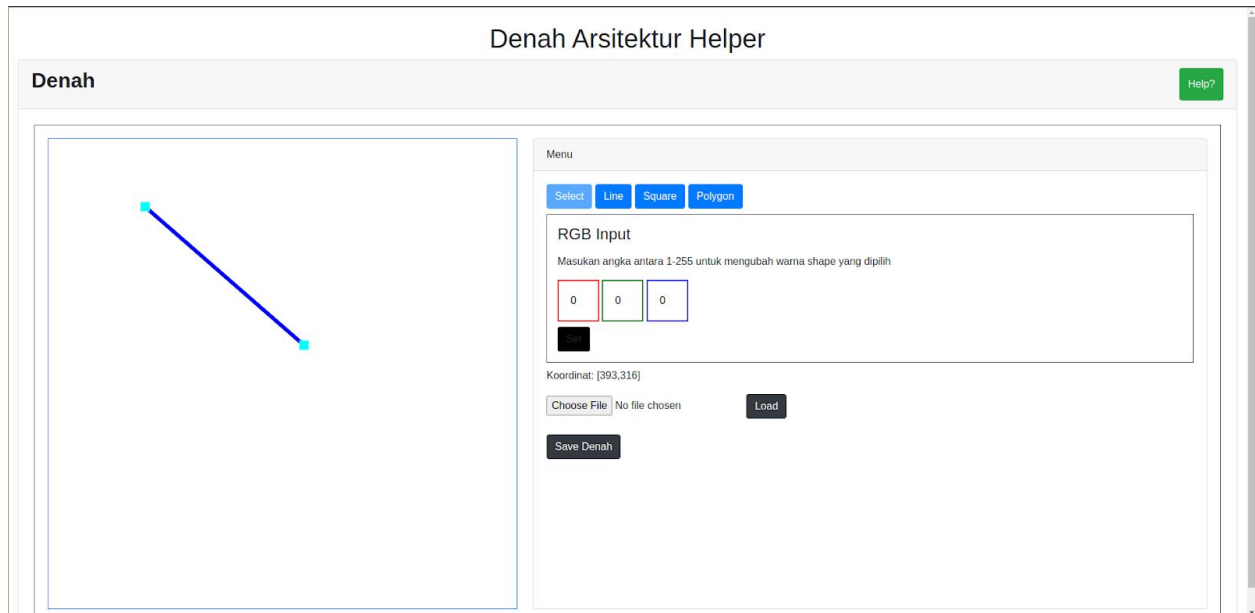 Denah Arsitektur Helper
Denah
Help?
Menu
Select Line Square Polygon
RGB Input
Masukan angka antara 1-255 untuk mengubah warna shape yang dipilih
0 0 0
Set
Koordinat: [393,316]
Choose File No file chosen Load
Save Denah